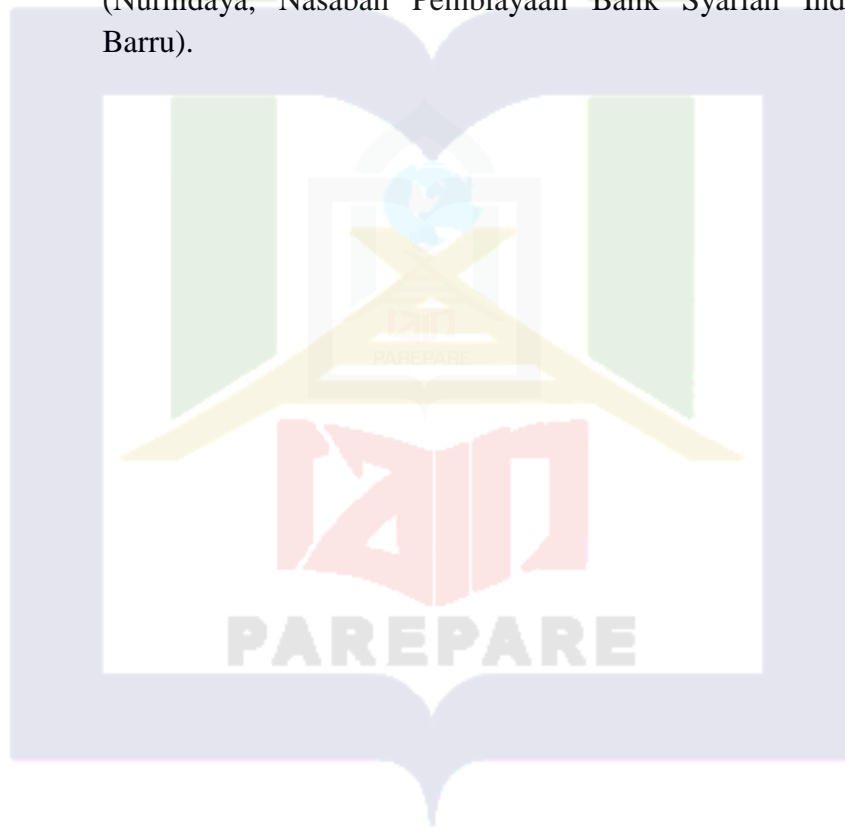 (Nurhidaya, Nasabah Pembiayaan Bank Syariah Ind
Barru).
iain
PAREPARE
iain
PAREPARE